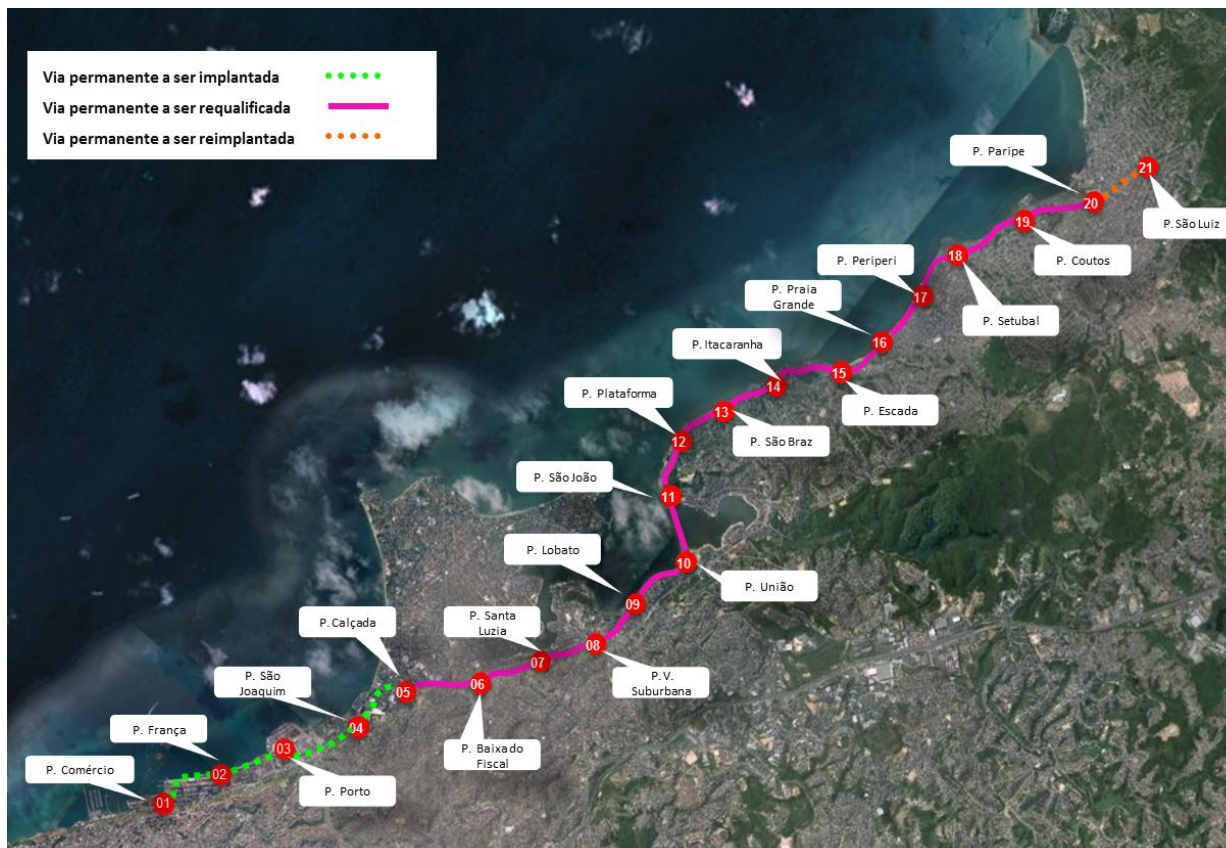 Via permanente a ser implantada
Via permanente a ser requalificada
Via permanente a ser reimplantada
P. Paripe
21
20
P. São Luiz
19
P. Coutos
P. Periperi
18
17
P. Setubal
P. Praia
Grande
16
P. Itacaranha
15
14
P. Escada
P. Plataforma
13
12
P. São Braz
P. São João
11
P. Lobato
10
P. União
09
P. Calçada
P. Santa
Luzia
08
07
P. V.
Suburbana
P. São
Joaquim
05
06
P. Baixa do
Fiscal
04
P. França
03
02
P. Porto
P. Comércio
01